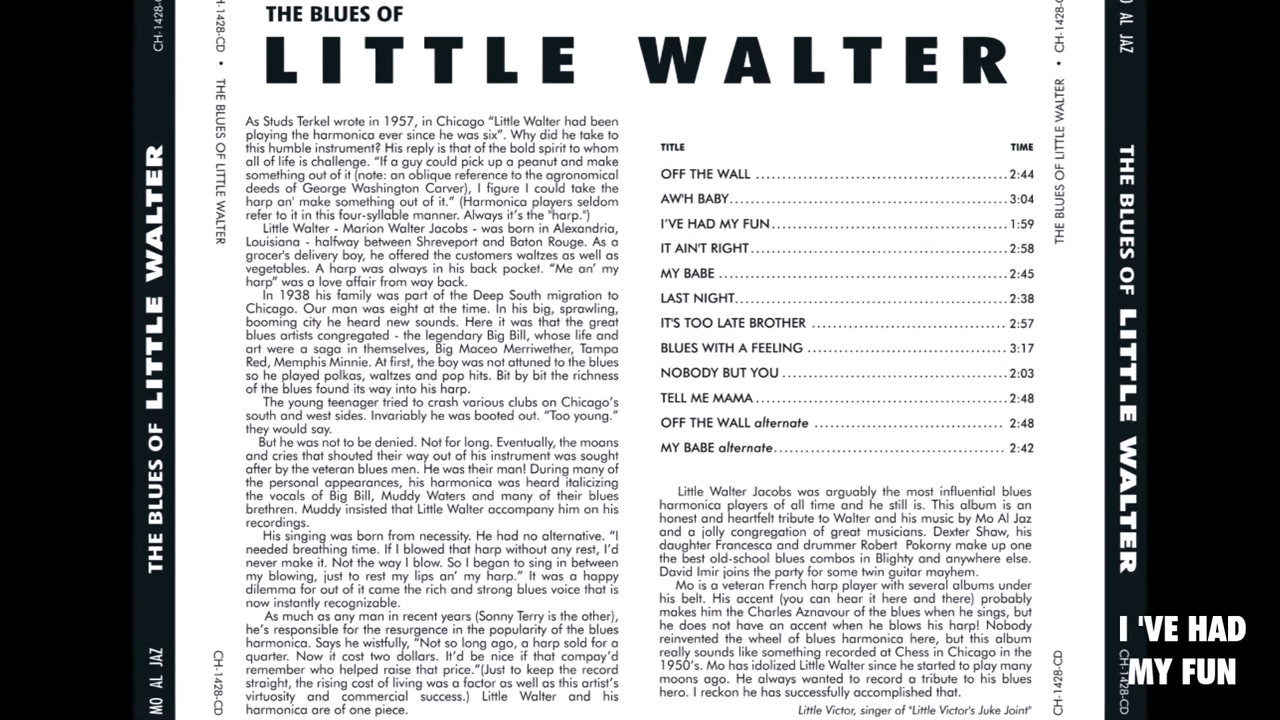 THE BLUES OF
LITTLE WALTER
As Studs Terkel wrote in 1957, in Chicago “Little Walter had been
playing the harmonica ever since he was six”. Why did he take to
this humble instrument? His reply is that of the bold spirit to whom
all of life is challenge. “If a guy could pick up a peanut and make
something out of it (note: an oblique reference to the agronomical
deeds of George Washington Carver), I figure I could take the
harp an' make something out of it.” (Harmonica players seldom
refer to it in this four-syllable manner. Always it’s the "harp.")
Little Walter - Marion Walter Jacobs - was born in Alexandria,
Louisiana - halfway between Shreveport and Baton Rouge. As a
grocer's delivery boy, he offered the customers waltzes as well as
vegetables. A harp was always in his back pocket. “Me an’ my
harp” was a love affair from way back.
In 1938 his family was part of the Deep South migration to
Chicago. Our man was eight at the time. In his big, sprawling,
booming city he heard new sounds. Here it was that the great
blues artists congregated - the legendary Big Bill, whose life and
art were a saga in themselves, Big Maceo Merriwether, Tampa
Red, Memphis Minnie. At first, the boy was not attuned to the blues
so he played polkas, waltzes and pop hits. Bit by bit the richness
of the blues found its way into his harp.
The young teenager tried to crash various clubs on Chicago’s
south and west sides. Invariably he was booted out. “Too young.”
they would say.
But he was not to be denied. Not for long. Eventually, the moans
and cries that shouted their way out of his instrument was sought
after by the veteran blues men. He was their man! During many of
the personal appearances, his harmonica was heard italicizing
the vocals of Big Bill, Muddy Waters and many of their blues
brethren. Muddy insisted that Little Walter accompany him on his
recordings.
His singing was born from necessity. He had no alternative. “I
needed breathing time. If I blowed that harp without any rest, I’d
never make it. Not the way I blow. So I began to sing in between
my blowing, just to rest my lips an’ my harp.” It was a happy
dilemma for out of it came the rich and strong blues voice that is
now instantly recognizable.
As much as any man in recent years (Sonny Terry is the other),
he’s responsible for the resurgence in the popularity of the blues
harmonica. Says he wistfully, “Not so long ago, a harp sold for a
quarter. Now it cost two dollars. It’d be nice if that compay’d
remember who helped raise that price.”(Just to keep the record
straight, the rising cost of living was a factor as well as this artist’s
virtuosity and commercial success.) Little Walter and his
harmonica are of one piece.
TITLE TIME
OFF THE WALL 2:44
AW'H BABY 3:04
I’VE HAD MY FUN 1:59
IT AIN'T RIGHT 2:58
MY BABE 2:45
LAST NIGHT 2:38
IT'S TOO LATE BROTHER 2:57
BLUES WITH A FEELING 3:17
NOBODY BUT YOU 2:03
TELL ME MAMA 2:48
OFF THE WALL alternate 2:48
MY BABE alternate 2:42
Little Walter Jacobs was arguably the most influential blues
harmonica players of all time and he still is. This album is an
honest and heartfelt tribute to Walter and his music by Mo Al Jaz
and a jolly congregation of great musicians. Dexter Shaw, his
daughter Francesca and drummer Robert Pokorny make up one
the best old-school blues combos in Blighty and anywhere else.
David Imir joins the party for some twin guitar mayhem.
Mo is a veteran French harp player with several albums under
his belt. His accent (you can hear it here and there) probably
makes him the Charles Aznavour of the blues when he sings, but
he does not have an accent when he blows his harp! Nobody
reinvented the wheel of blues harmonica here, but this album
really sounds like something recorded at Chess in Chicago in the
1950’s. Mo has idolized Little Walter since he started to play many
moons ago. He always wanted to record a tribute to his blues
hero. I reckon he has successfully accomplished that.
Little Victor, singer of "Little Victor's Juke Joint"
CH-1428-CD
THE BLUES OF LITTLE WALTER
MO AL JAZ
CH-1428-CD • THE BLUES OF LITTLE WALTER
CH-1428-CD
THE BLUES OF LITTLE WALTER • CH-1428-CD
CH-1428-CD
MO AL JAZ
THE BLUES OF LITTLE WALTER
CH-1428-CD
I 'VE HAD
MY FUN